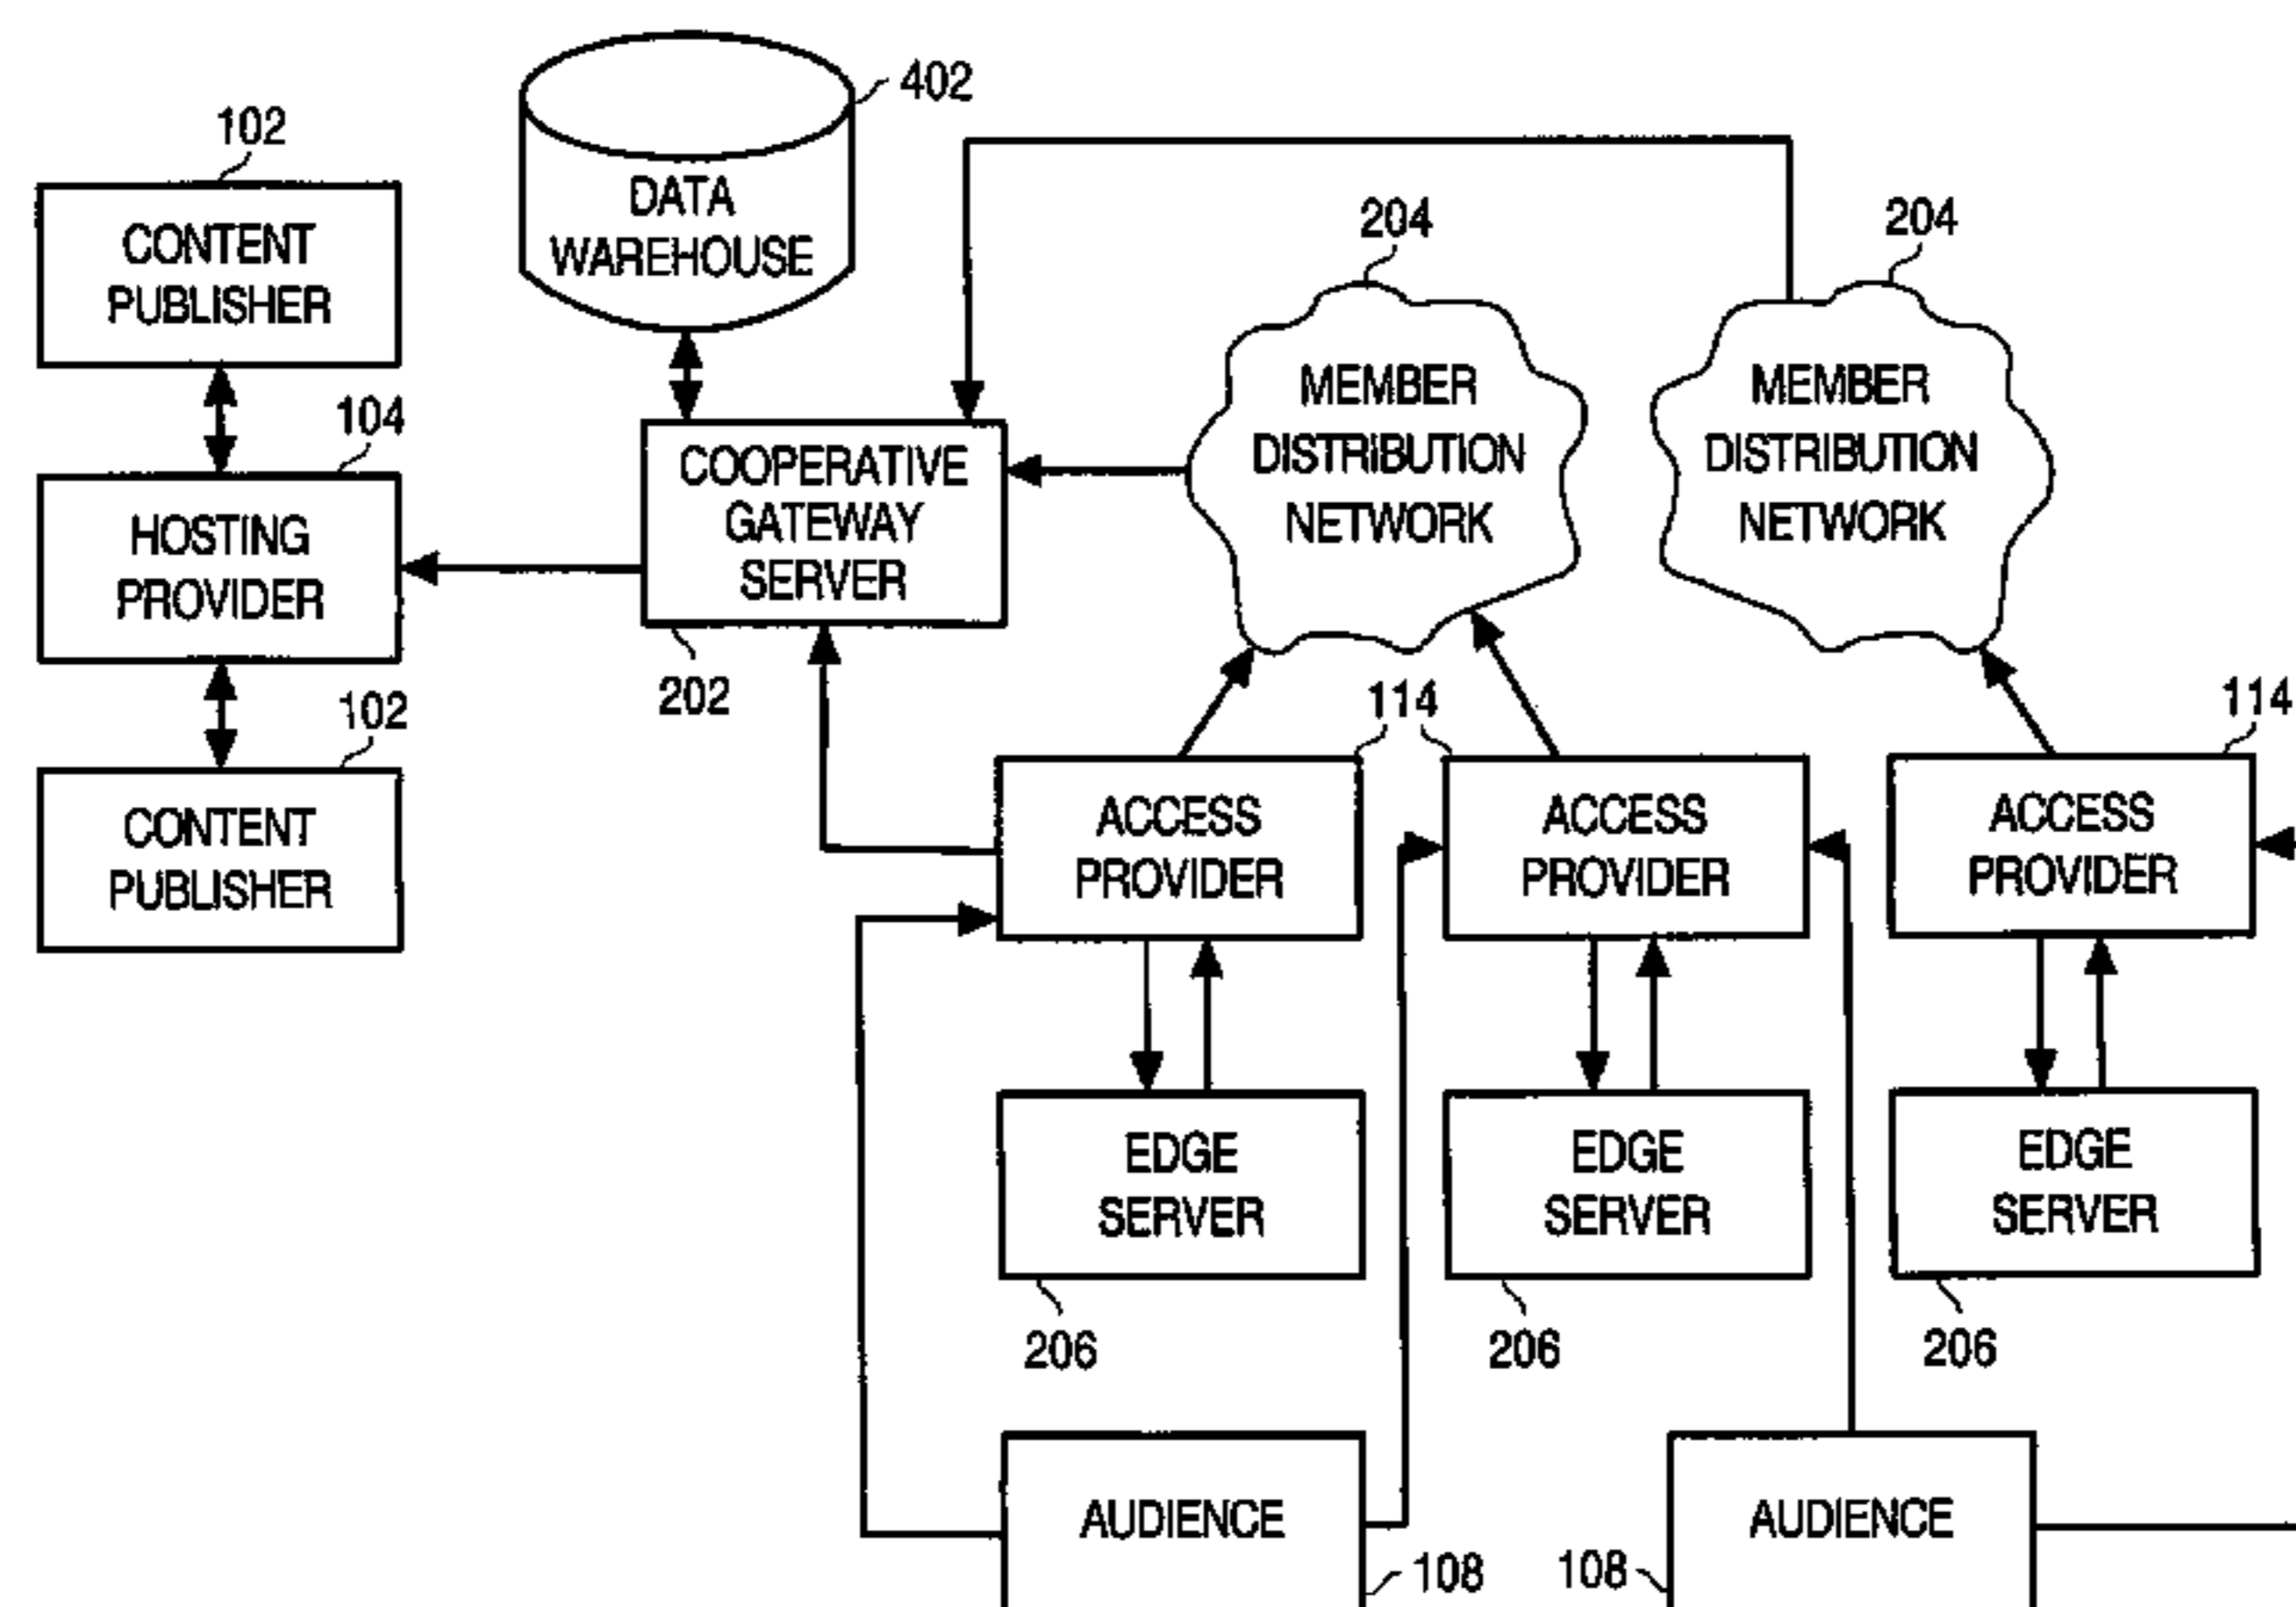 402
102
DATA
WAREHOUSE
CONTENT
PUBLISHER
204
204
MEMBER
DISTRIBUTION
NETWORK
MEMBER
DISTRIBUTION
NETWORK
104
COOPERATIVE
GATEWAY
SERVER
HOSTING
PROVIDER
202
102
114
114
CONTENT
PUBLISHER
ACCESS
PROVIDER
ACCESS
PROVIDER
ACCESS
PROVIDER
EDGE
SERVER
EDGE
SERVER
EDGE
SERVER
206
206
206
AUDIENCE
AUDIENCE
108
108